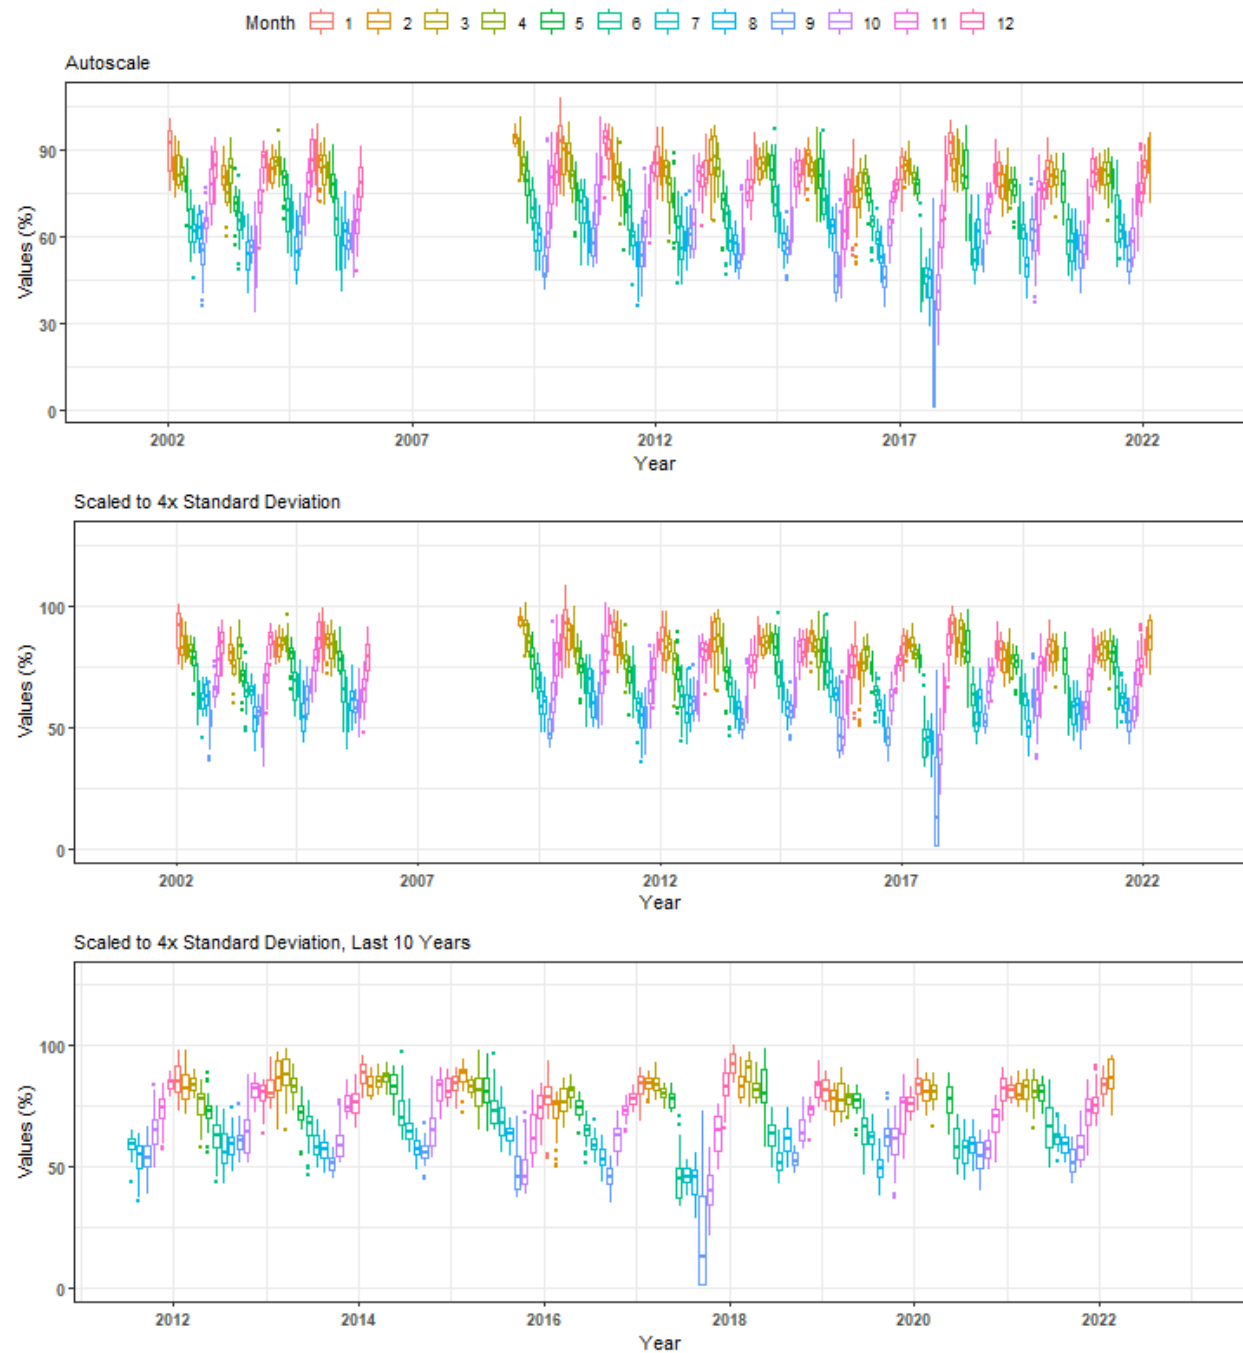 Month 1 2 3 4 5 6 7 8 9 10 11 12
Autoscale
90
60
30
0
Values (%)
2002 2007 2012 2017 2022
Year
Scaled to 4x Standard Deviation
100
50
0
Values (%)
2002 2007 2012 2017 2022
Year
Scaled to 4x Standard Deviation, Last 10 Years
100
50
0
Values (%)
2012 2014 2016 2018 2020 2022
Year